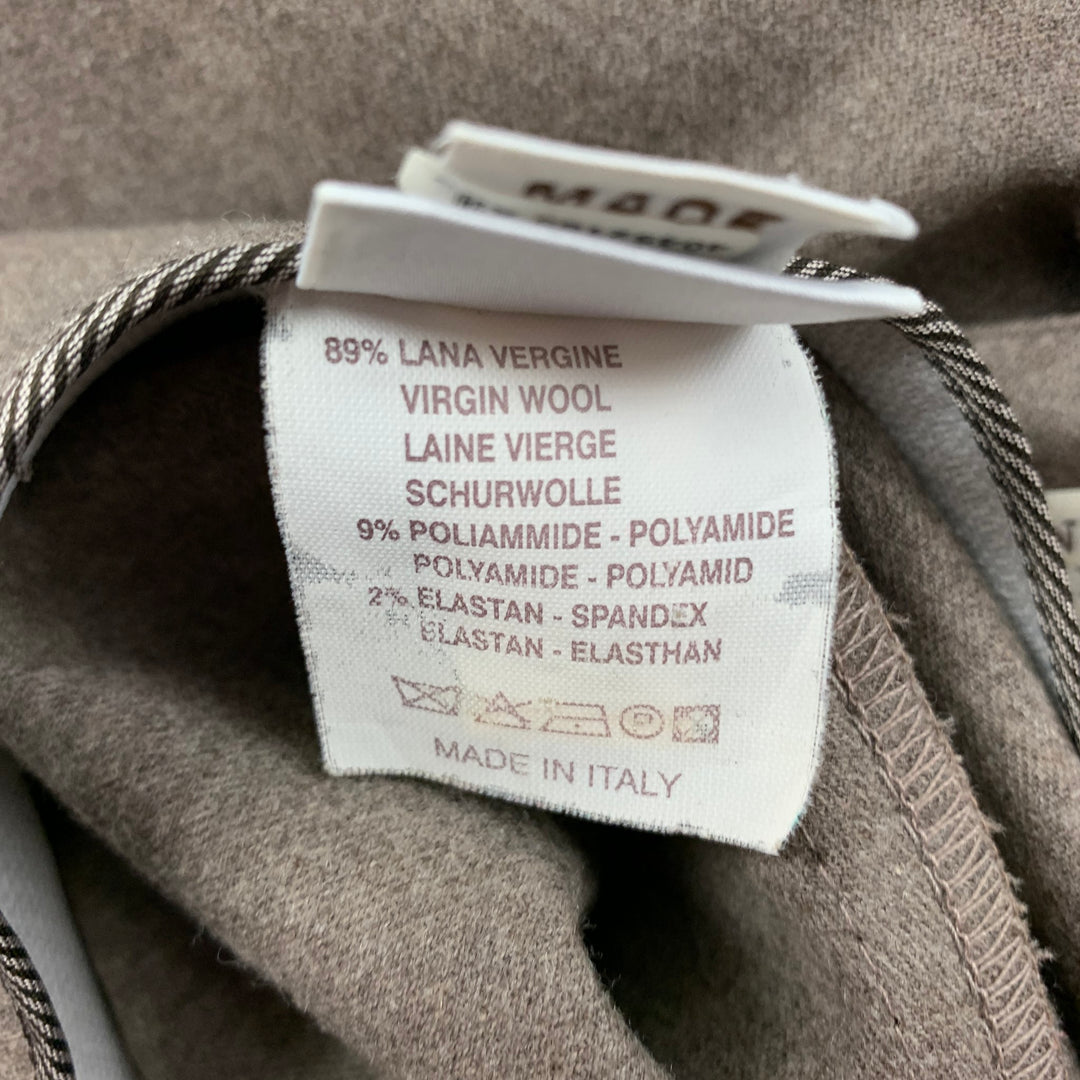 MADE
89% LANA VERGINE
VIRGIN WOOL
LAINE VIERGE
SCHURWOLLE
9% POLIAMMIDE - POLYAMIDE
POLYAMIDE - POLYAMID
2% ELASTAN - SPANDEX
ELASTAN - ELASTHAN
MADE IN ITALY